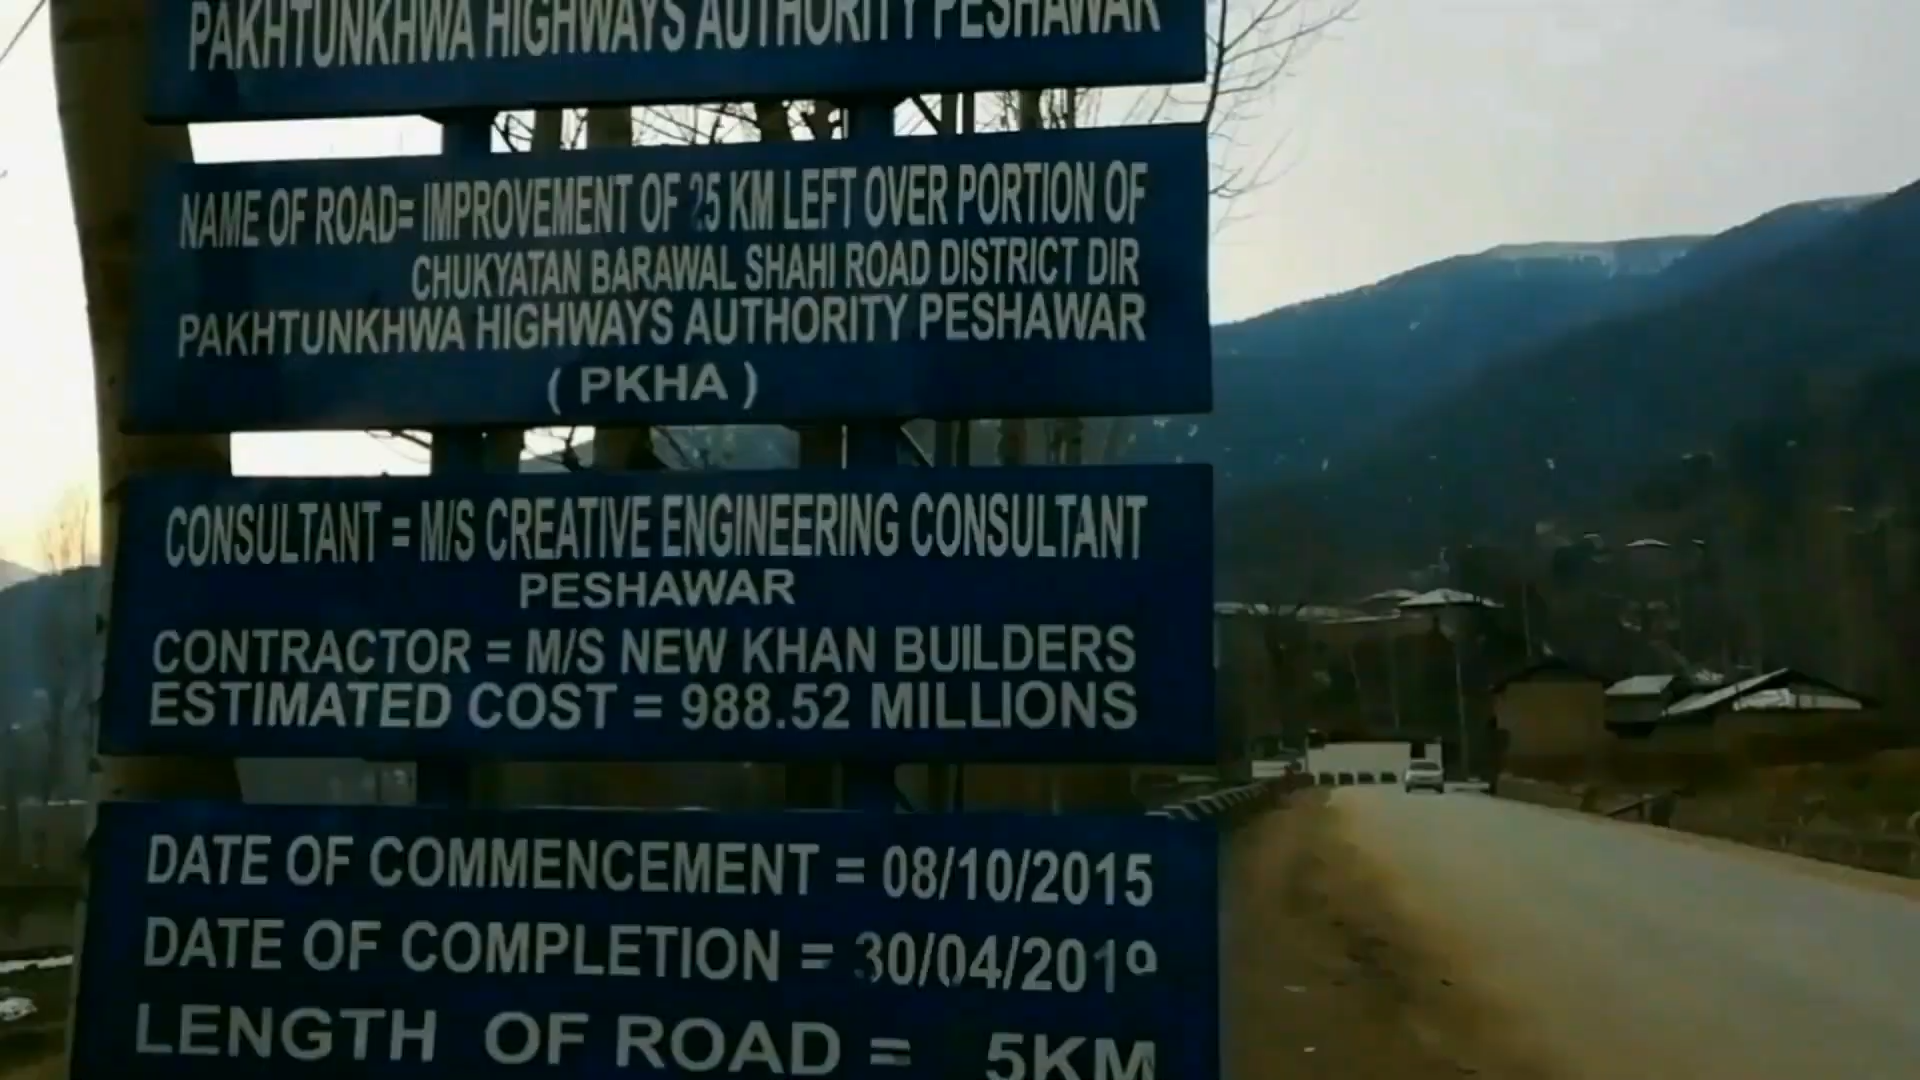 PAKHTUNKHWA HIGHWAYS AUTHORITY PESHAWAR
NAME OF ROAD= IMPROVEMENT OF 25 KM LEFT OVER PORTION OF
CHUKYATAN BARAWAL SHAHI ROAD DISTRICT DIR
PAKHTUNKHWA HIGHWAYS AUTHORITY PESHAWAR
( PKHA )
CONSULTANT = M/S CREATIVE ENGINEERING CONSULTANT
PESHAWAR
CONTRACTOR = M/S NEW KHAN BUILDERS
ESTIMATED COST = 988.52 MILLIONS
DATE OF COMMENCEMENT = 08/10/2015
DATE OF COMPLETION = 30/04/2019
LENGTH OF ROAD = 5KM